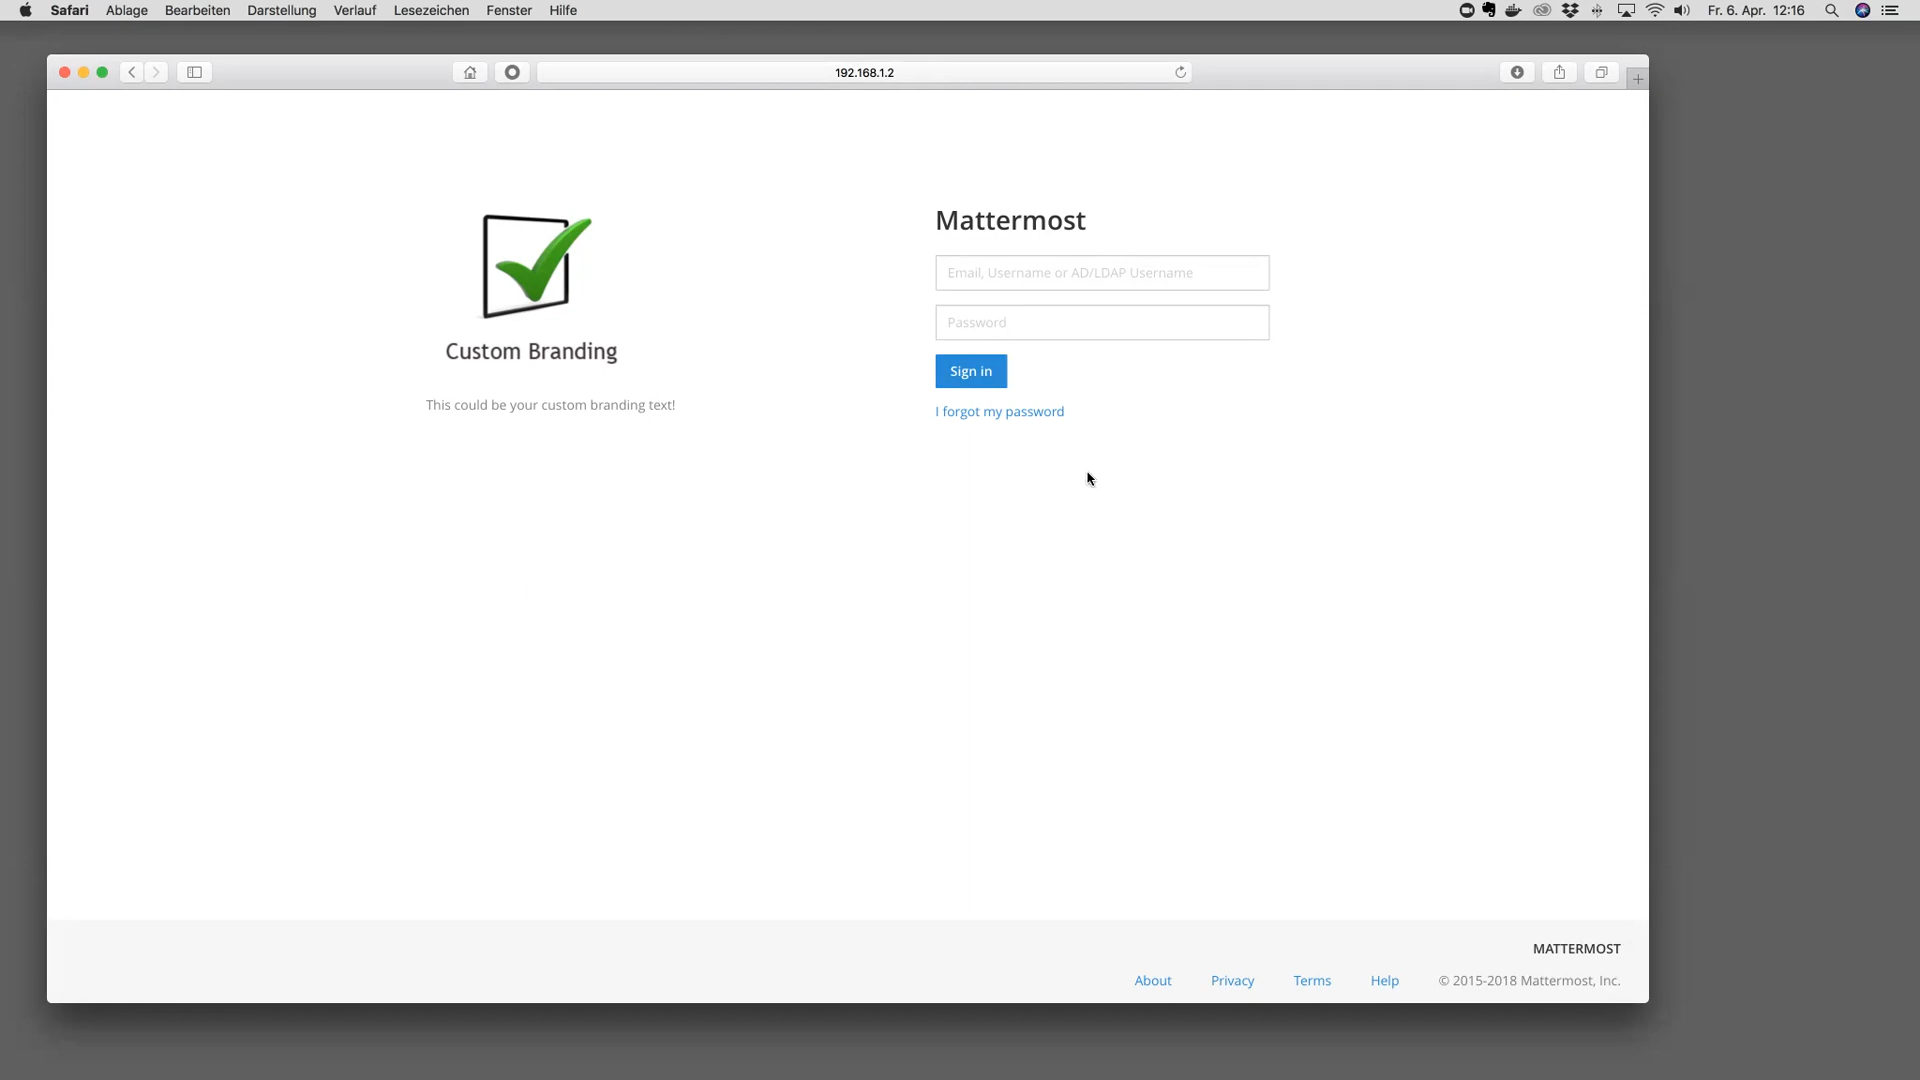 Safari Ablage Bearbeiten Darstellung Verlauf Lesezeichen Fenster Hilfe Fr. 6. Apr. 12:16
192.168.1.2
Mattermost
Email, Username or AD/LDAP Username
Password
Sign in
I forgot my password
Custom Branding
This could be your custom branding text!
MATTERMOST
About Privacy Terms Help © 2015-2018 Mattermost, Inc.